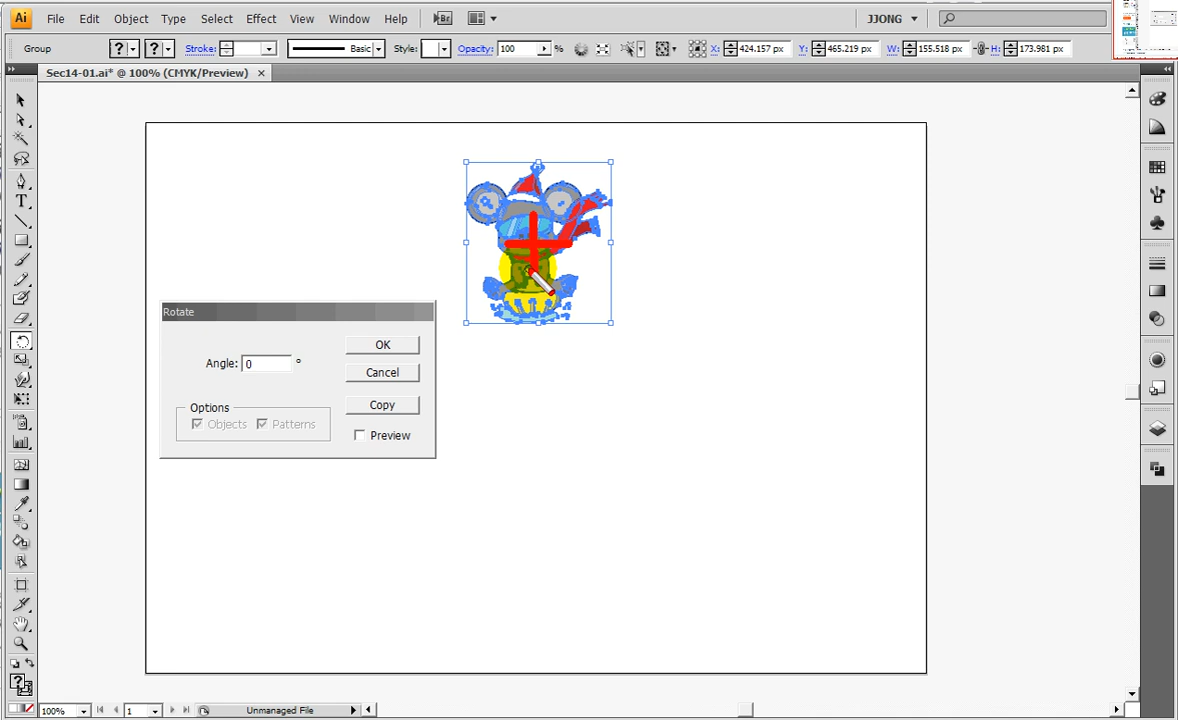 Ai File Edit Object Type Select Effect View Window Help Br JJONG
Group ? ? Stroke: Basic Style: Opacity: 100 % X: 424.157 px Y: 465.219 px W: 155.518 px H: 173.981 px
Sec14-01.ai* @ 100% (CMYK/Preview)
Rotate
OK
Angle: 0 °
Cancel
Copy
Options
Objects Patterns
Preview
100% 1 Unmanaged File